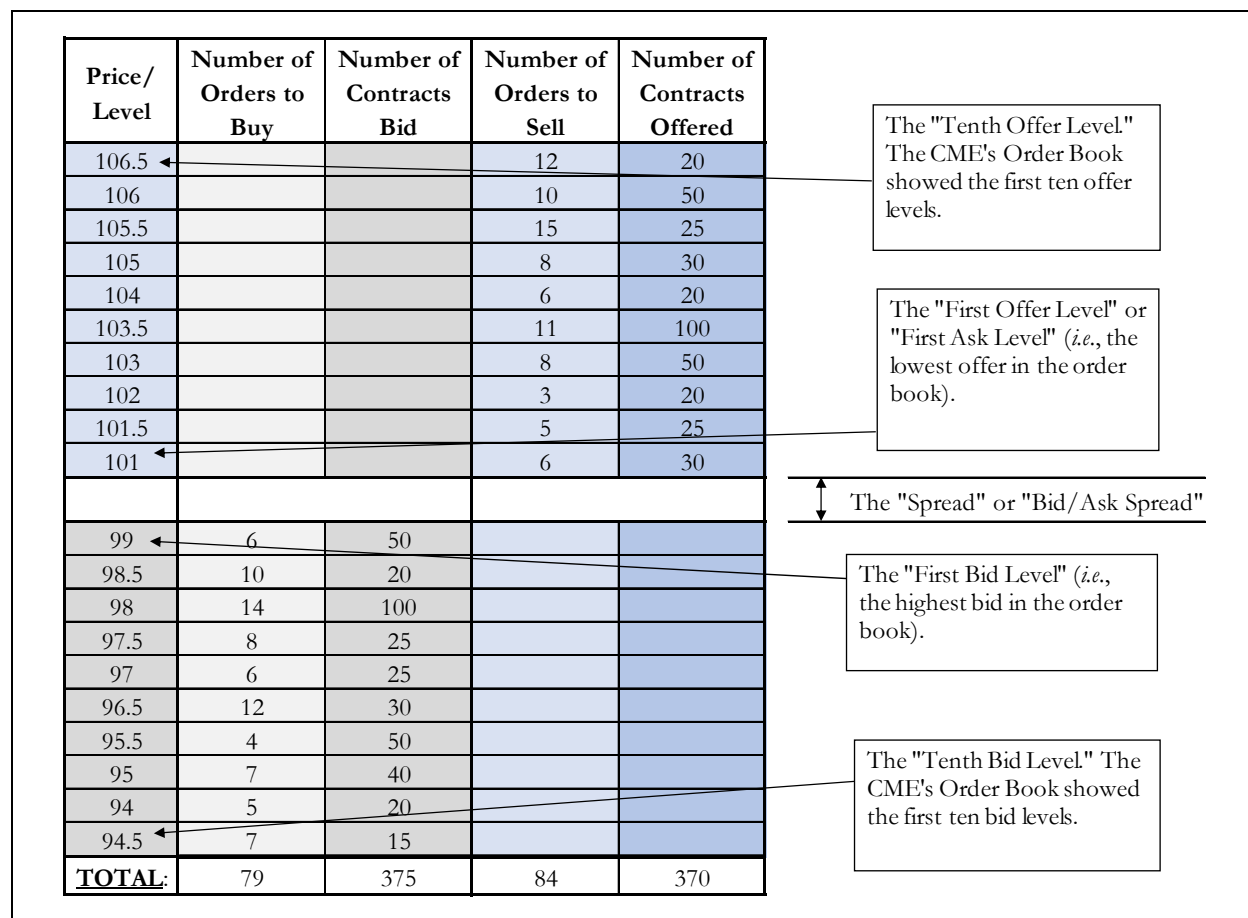 Price/ Level Number of Orders to Buy Number of Contracts Bid Number of Orders to Sell Number of Contracts Offered
106.5 12 20
106 10 50
105.5 15 25
105 8 30
104 6 20
103.5 11 100
103 8 50
102 3 20
101.5 5 25
101 6 30
99 6 50
98.5 10 20
98 14 100
97.5 8 25
97 6 25
96.5 12 30
95.5 4 50
95 7 40
94 5 20
94.5 7 15
TOTAL: 79 375 84 370
The "Tenth Offer Level."
The CME's Order Book
showed the first ten offer
levels.
The "First Offer Level" or
"First Ask Level" (i.e., the
lowest offer in the order
book).
The "Spread" or "Bid/Ask Spread"
The "First Bid Level" (i.e.,
the highest bid in the order
book).
The "Tenth Bid Level." The
CME's Order Book showed
the first ten bid levels.